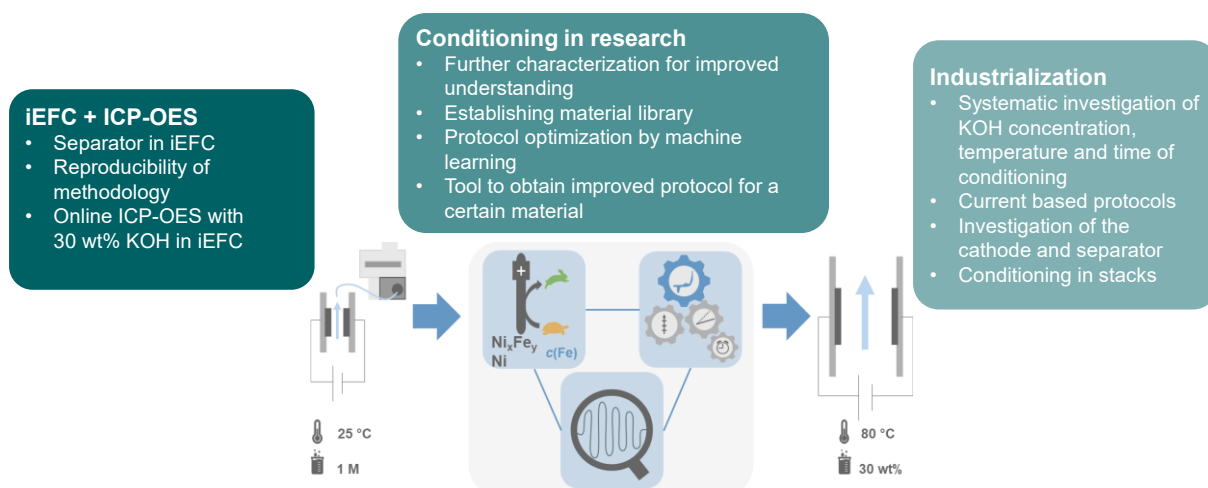 iEFC + ICP-OES
• Separator in iEFC
• Reproducibility of
methodology
• Online ICP-OES with
30 wt% KOH in iEFC
Conditioning in research
• Further characterization for improved
understanding
• Establishing material library
• Protocol optimization by machine
learning
• Tool to obtain improved protocol for a
certain material
Industrialization
• Systematic investigation of
KOH concentration,
temperature and time of
conditioning
• Current based protocols
• Investigation of the
cathode and separator
• Conditioning in stacks
+
NiₓFeᵧ
Ni
c(Fe)
25 °C
1 M
80 °C
30 wt%